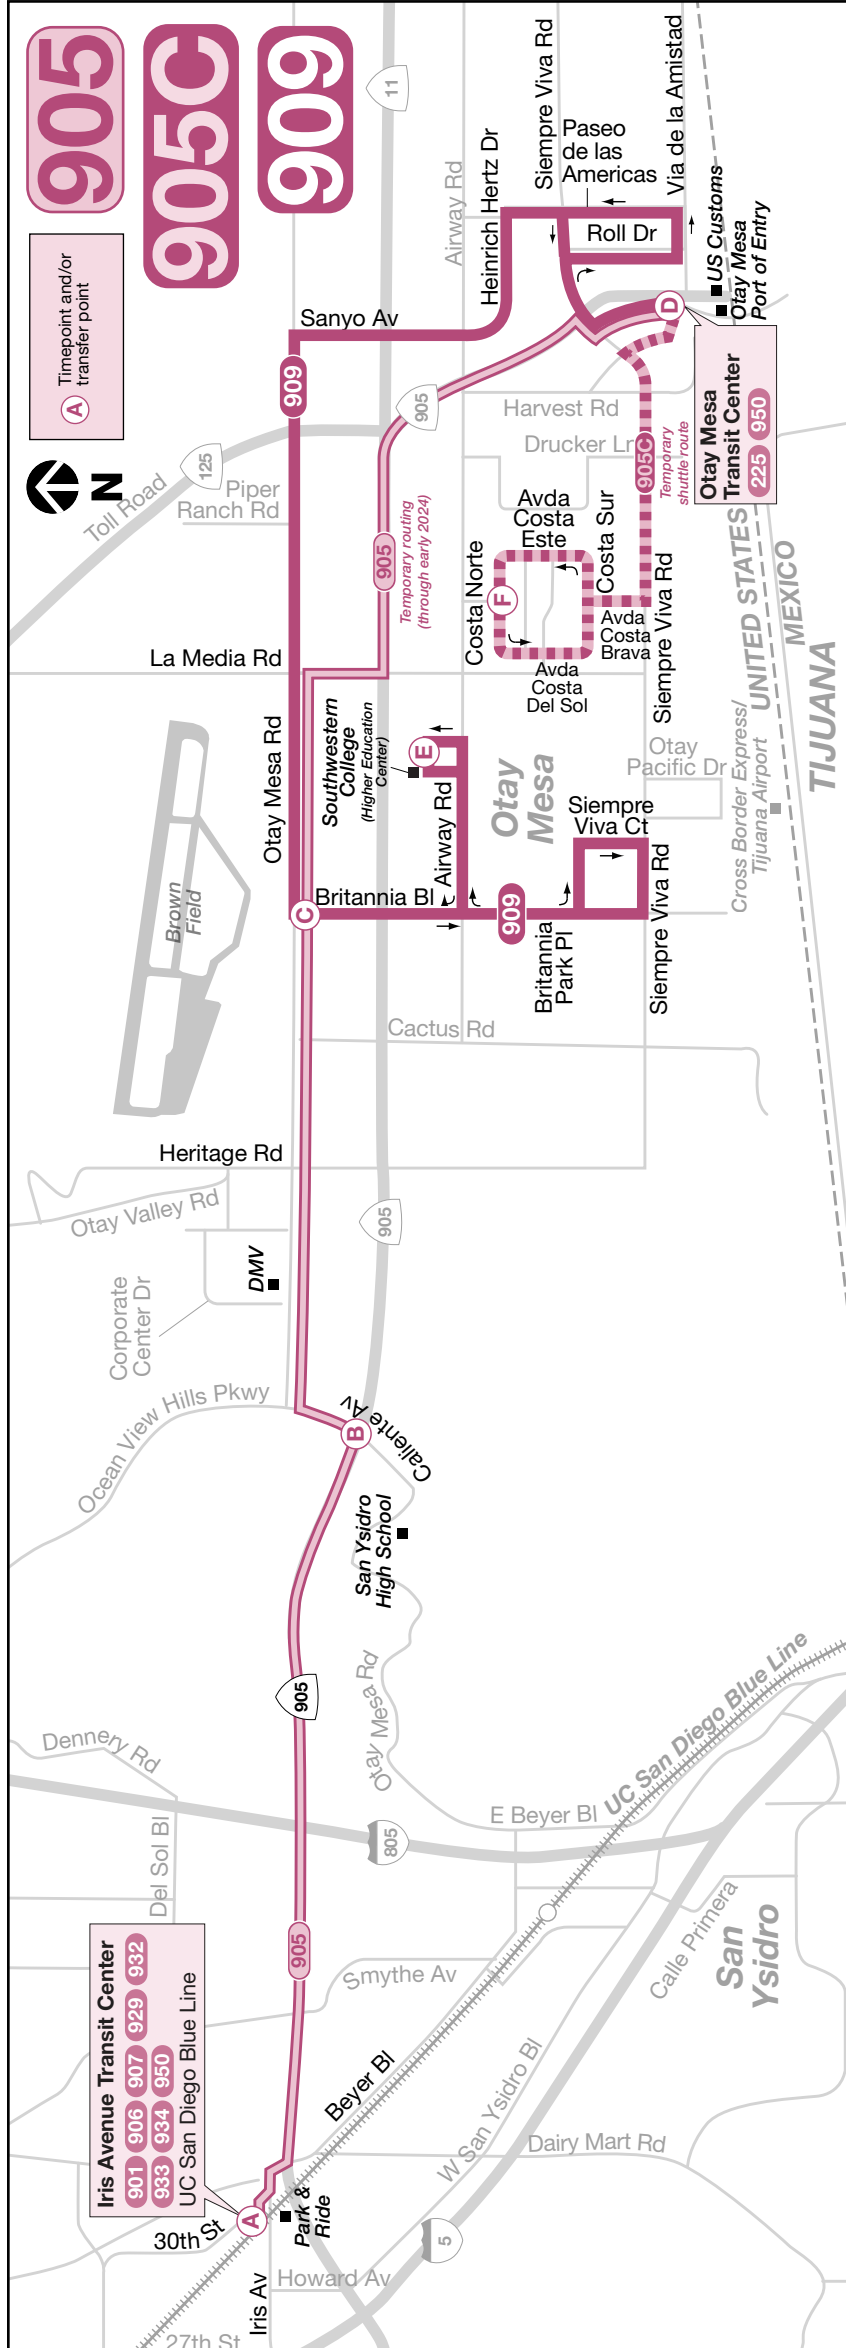 905
905C
909
A
Timepoint and/or
transfer point
N
11
Siempre Viva Rd
Paseo
de las
Americas
Via de la Amistad
Heinrich Hertz Dr
Airway Rd
Roll Dr
US Customs
Otay Mesa
Port of Entry
Sanyo Av
D
909
905
Harvest Rd
Drucker Ln
905C
Temporary
shuttle route
Otay Mesa
Transit Center
225 950
Toll Road
125
Piper
Ranch Rd
905
Temporary routing
(through early 2024)
Avda
Costa
Este
Costa Norte
F
Costa Sur
Avda
Costa
Brava
Siempre Viva Rd
Avda
Costa
Del Sol
UNITED STATES
MEXICO
TIJUANA
La Media Rd
Otay Mesa Rd
Southwestern
College
(Higher Education
Center)
E
Airway Rd
Otay
Mesa
Otay
Pacific Dr
Cross Border Express/
Tijuana Airport
Siempre
Viva Ct
Siempre Viva Rd
Brown
Field
C
Britannia Bl
909
Britannia
Park Pl
Cactus Rd
Heritage Rd
Otay Valley Rd
905
Corporate
Center Dr
DMV
Ocean View Hills Pkwy
Caliente Av
B
San Ysidro
High School
905
Otay Mesa Rd
Dennery Rd
Del Sol Bl
805
E Beyer Bl
UC San Diego Blue Line
905
Smythe Av
Calle Primera
San
Ysidro
Iris Avenue Transit Center
901 906 907 929 932
933 934 950
UC San Diego Blue Line
Beyer Bl
W San Ysidro Bl
Dairy Mart Rd
A
30th St
Park &
Ride
5
Iris Av
Howard Av
27th St